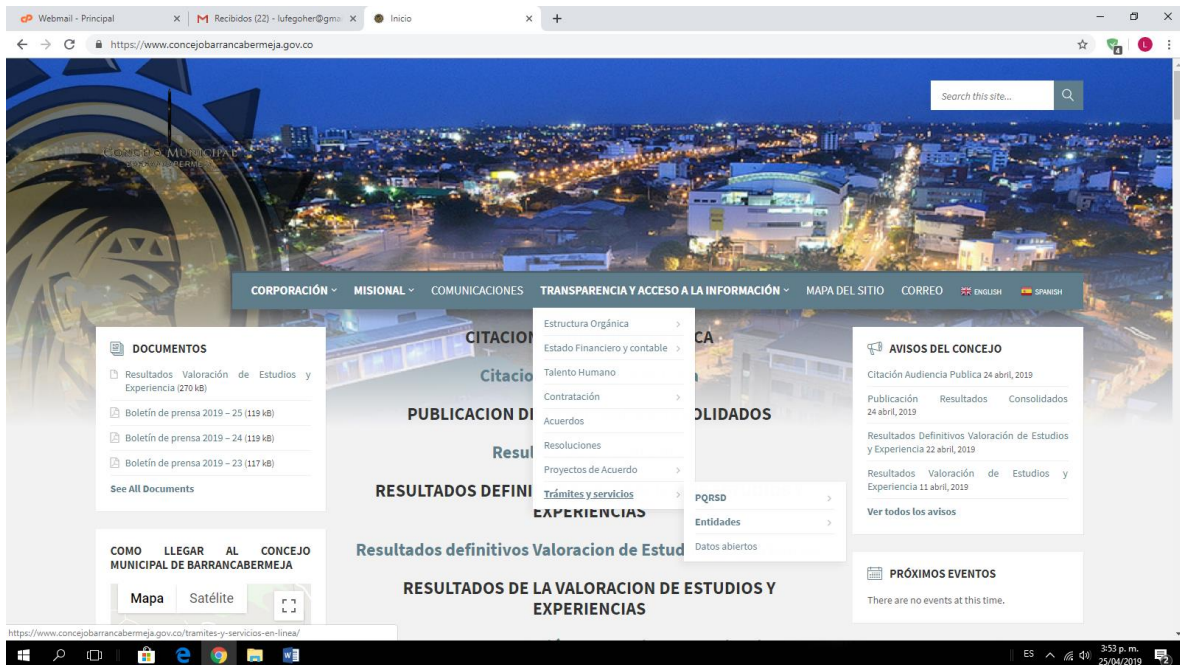 Webmail - Principal
Recibidos (22) - lufegoher@gma
Inicio
https://www.concejobarrancabermeja.gov.co
L
4
Search this site...
CONCEJO MUNICIPAL
CORPORACIÓN
MISIONAL
COMUNICACIONES
TRANSPARENCIA Y ACCESO A LA INFORMACIÓN
MAPA DEL SITIO
CORREO
ENGLISH
SPANISH
DOCUMENTOS
Resultados Valoración de Estudios y
Experiencia (270 kB)
Boletín de prensa 2019 – 25 (119 kB)
Boletín de prensa 2019 – 24 (119 kB)
Boletín de prensa 2019 – 23 (117 kB)
See All Documents
COMO LLEGAR AL CONCEJO
MUNICIPAL DE BARRANCABERMEJA
Mapa
Satélite
CITACION
CA
Citacio
PUBLICACION DE
OLIDADOS
Resul
RESULTADOS DEFINI
EXPERIENCIAS
Resultados definitivos Valoracion de Estud
RESULTADOS DE LA VALORACION DE ESTUDIOS Y
EXPERIENCIAS
Estructura Orgánica
Estado Financiero y contable
Talento Humano
Contratación
Acuerdos
Resoluciones
Proyectos de Acuerdo
Trámites y servicios
PQRSD
Entidades
Datos abiertos
AVISOS DEL CONCEJO
Citación Audiencia Publica 24 abril, 2019
Publicación Resultados Consolidados
24 abril, 2019
Resultados Definitivos Valoración de Estudios
y Experiencia 22 abril, 2019
Resultados Valoración de Estudios y
Experiencia 11 abril, 2019
Ver todos los avisos
PRÓXIMOS EVENTOS
There are no events at this time.
https://www.concejobarrancabermeja.gov.co/tramites-y-servicios-en-linea/
ES
3:53 p. m.
25/04/2019
2